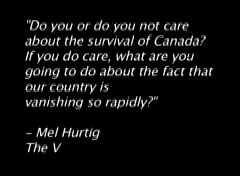 "Do you or do you not care
about the survival of Canada?
If you do care, what are you
going to do about the fact that
our country is
vanishing so rapidly?"
– Mel Hurtig
The V